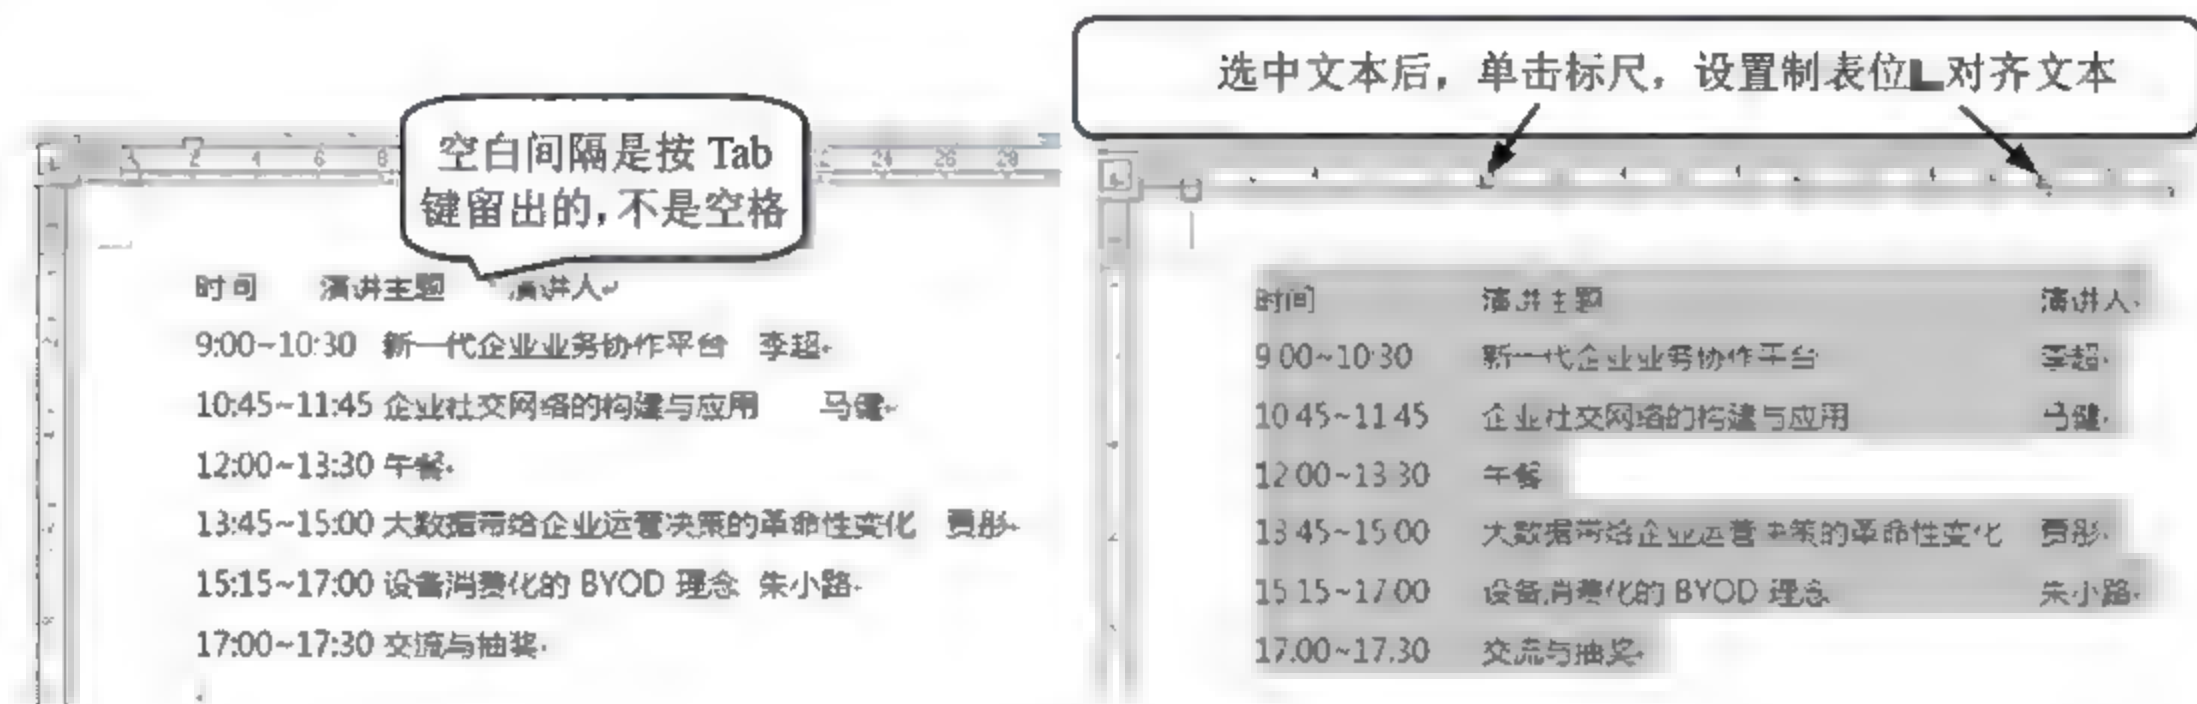 空白间隔是按 Tab
键留出的，不是空格
时间 演讲主题 演讲人
9:00~10:30 新一代企业业务协作平台 李超
10:45~11:45 企业社交网络的构建与应用 马健
12:00~13:30 午餐
13:45~15:00 大数据带给企业运营决策的革命性变化 贾彤
15:15~17:00 设备消费化的 BYOD 理念 朱小路
17:00~17:30 交流与抽奖
选中文本后，单击标尺，设置制表位L对齐文本
时间 演讲主题 演讲人
9:00~10:30 新一代企业业务协作平台 李超
10:45~11:45 企业社交网络的构建与应用 马健
12:00~13:30 午餐
13:45~15:00 大数据带给企业运营决策的革命性变化 贾彤
15:15~17:00 设备消费化的 BYOD 理念 朱小路
17:00~17:30 交流与抽奖